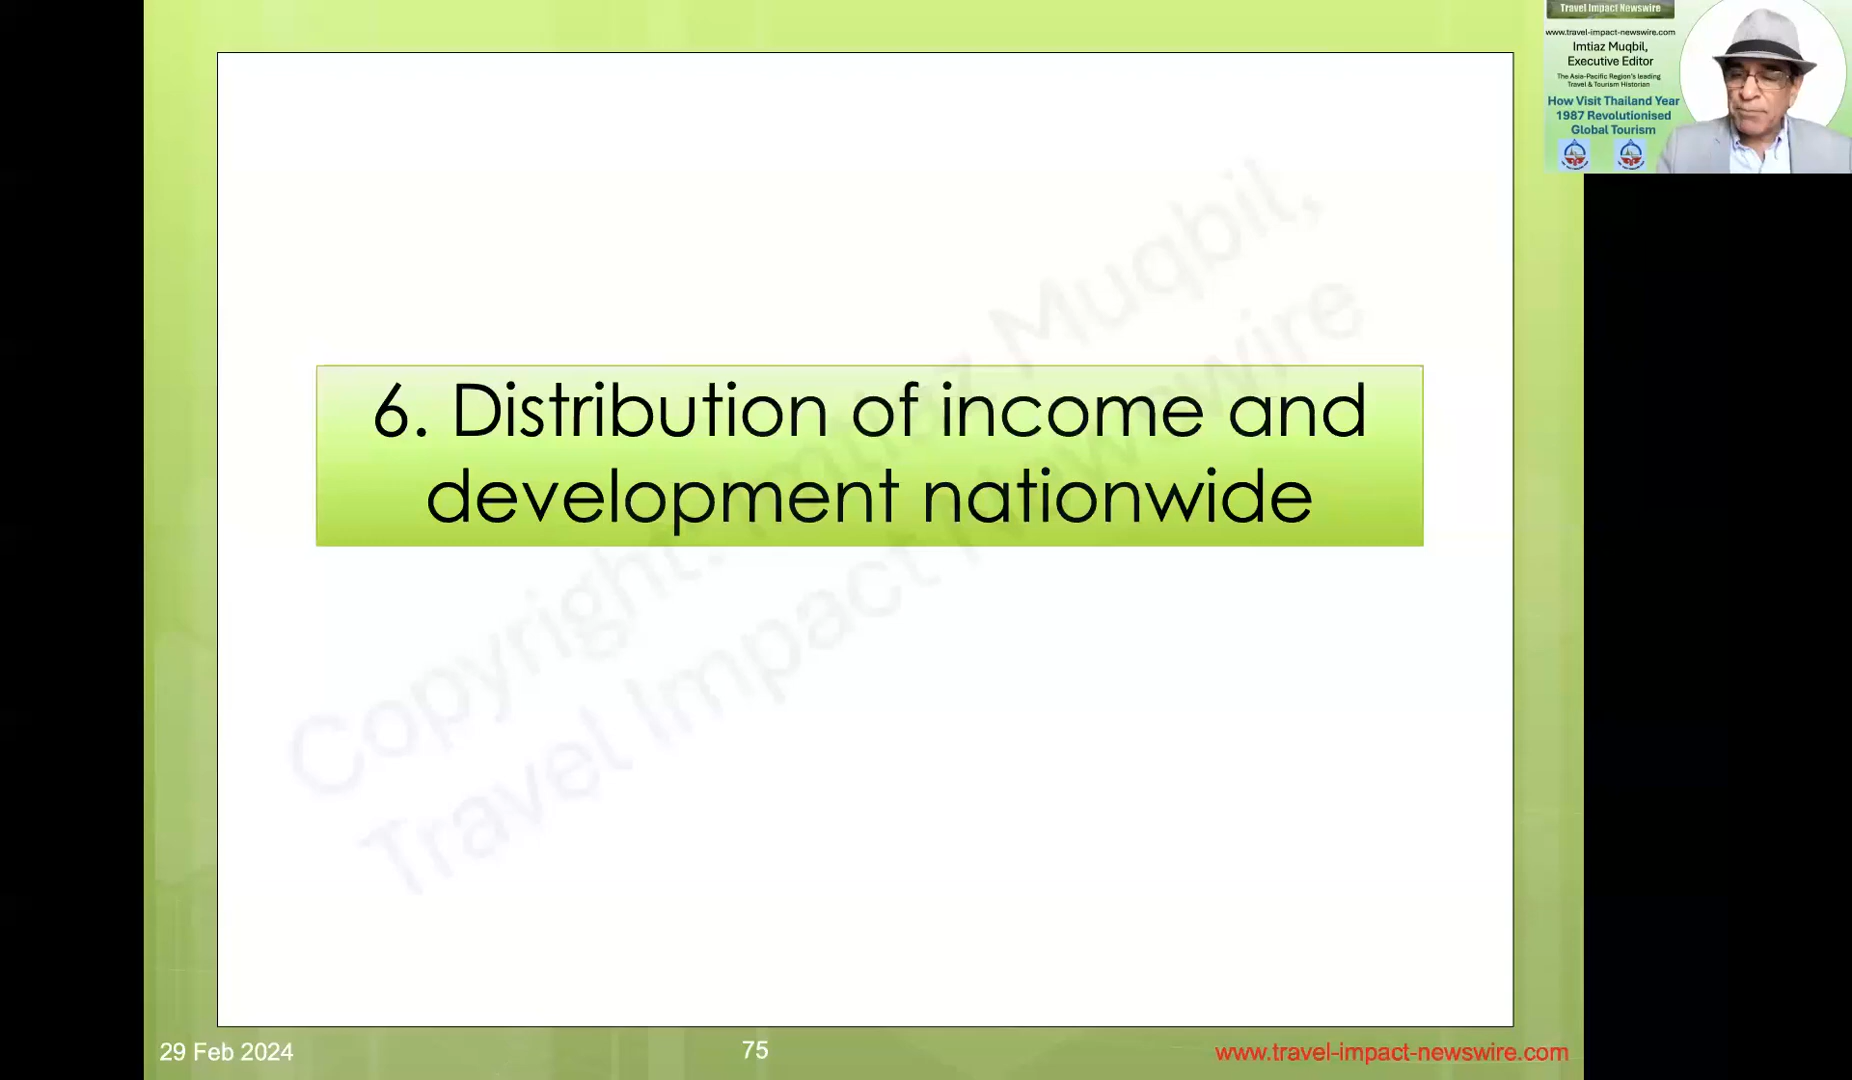 Travel Impact Newswire
www.travel-impact-newswire.com
Imtiaz Muqbil,
Executive Editor
The Asia-Pacific Region's leading
Travel & Tourism Historian
How Visit Thailand Year
1987 Revolutionised
Global Tourism
6. Distribution of income and
development nationwide
Copyright: Imtiaz Muqbil,
Travel Impact Newswire
29 Feb 2024
75
www.travel-impact-newswire.com